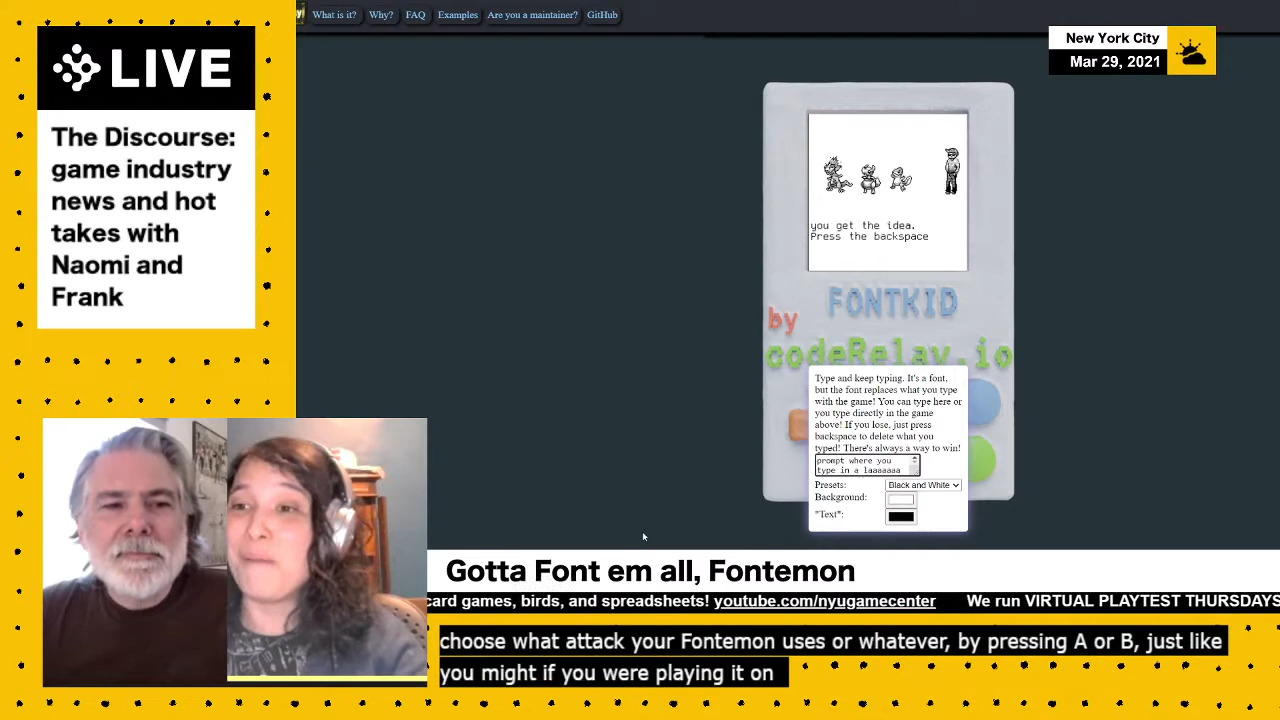 LIVE
The Discourse:
game industry
news and hot
takes with
Naomi and
Frank
What is it? Why? FAQ Examples Are you a maintainer? GitHub
New York City
Mar 29, 2021
you get the idea.
Press the backspace
FONTKID
by
codeRelay.io
Type and keep typing. It's a font,
but the font replaces what you type
with the game! You can type here or
you type directly in the game
above! If you lose, just press
backspace to delete what you
typed! There's always a way to win!
prompt where you
type in a laaaaaaa
Presets: Black and White
Background:
*Text*:
Gotta Font em all, Fontemon
card games, birds, and spreadsheets! youtube.com/nyugamecenter We run VIRTUAL PLAYTEST THURSDAYS
choose what attack your Fontemon uses or whatever, by pressing A or B, just like
you might if you were playing it on